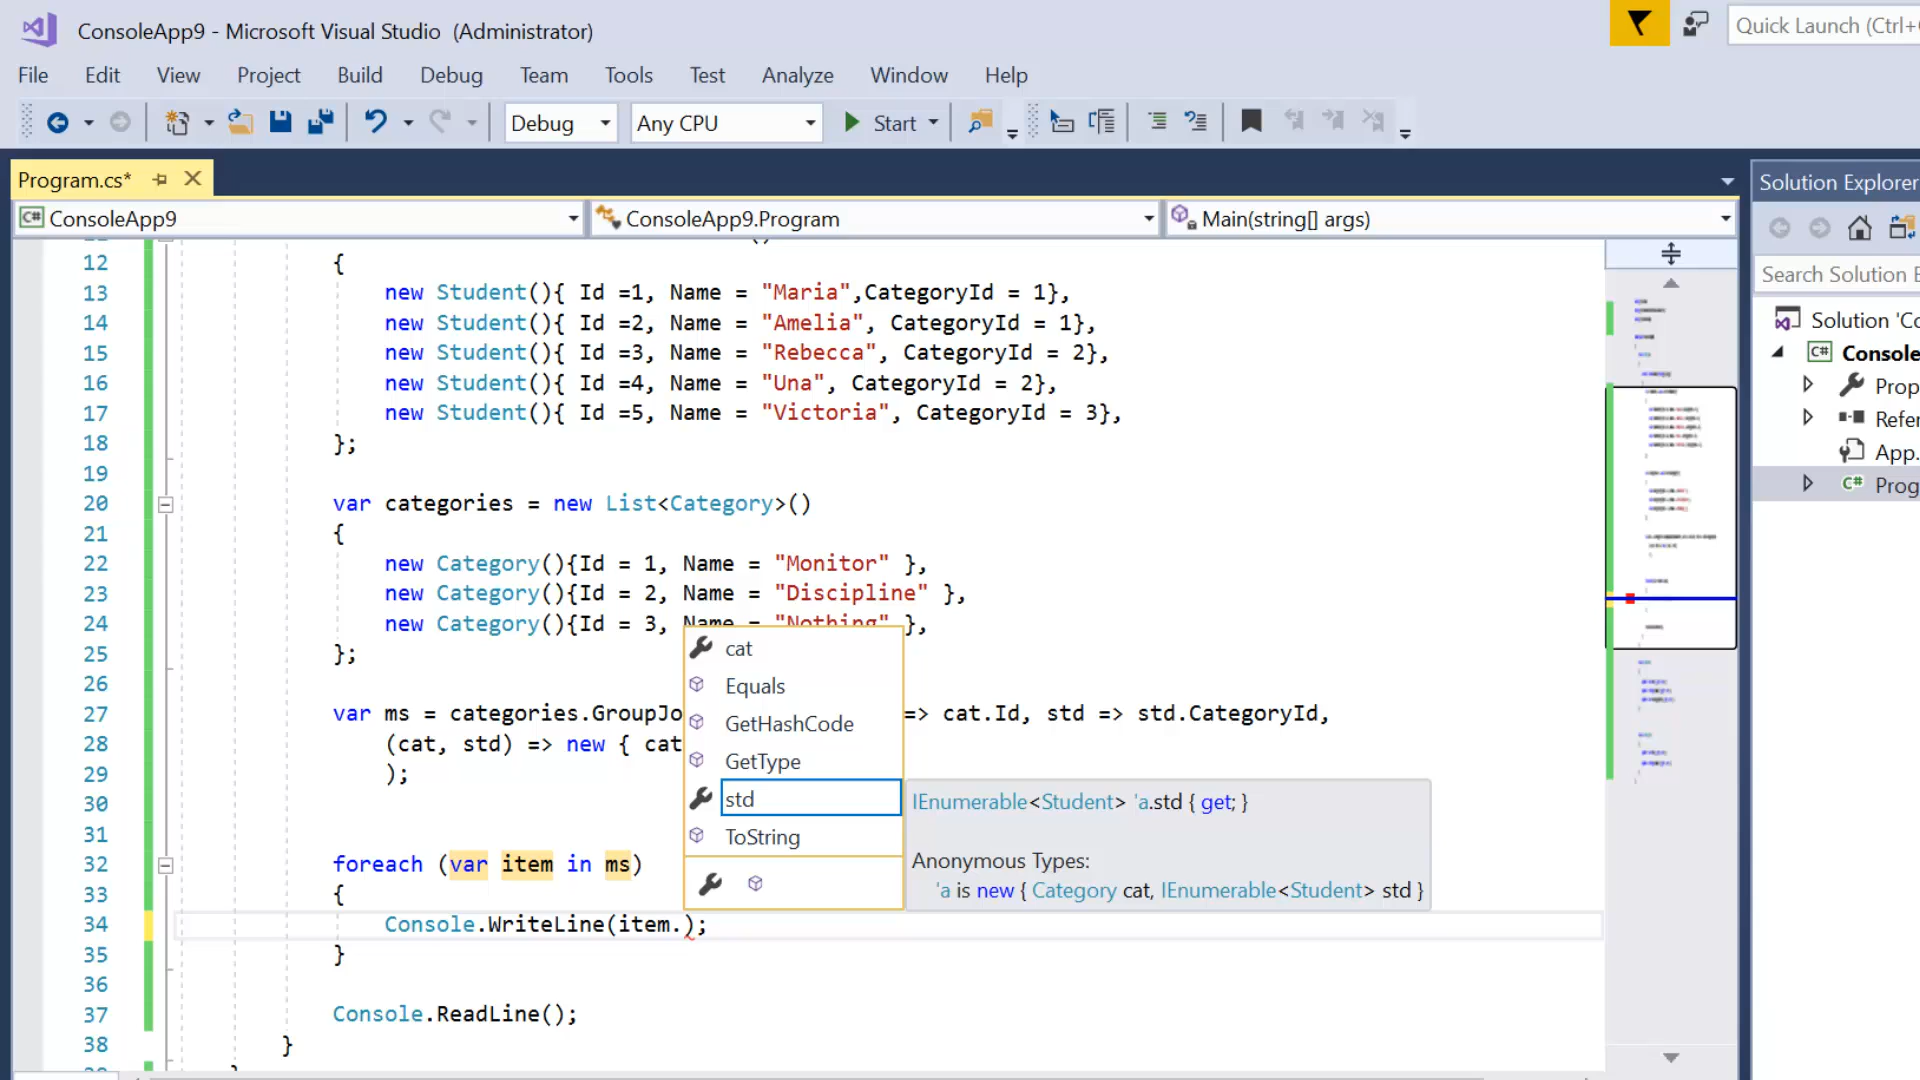 ConsoleApp9 - Microsoft Visual Studio (Administrator)
Quick Launch (Ctrl+
File Edit View Project Build Debug Team Tools Test Analyze Window Help
Debug Any CPU Start
Program.cs*
Solution Explorer
ConsoleApp9 ConsoleApp9.Program Main(string[] args)
Search Solution E
Solution 'Co
Console
Prop
Refer
App.
Prog
12 {
13 new Student(){ Id =1, Name = "Maria",CategoryId = 1},
14 new Student(){ Id =2, Name = "Amelia", CategoryId = 1},
15 new Student(){ Id =3, Name = "Rebecca", CategoryId = 2},
16 new Student(){ Id =4, Name = "Una", CategoryId = 2},
17 new Student(){ Id =5, Name = "Victoria", CategoryId = 3},
18 };
19
20 var categories = new List<Category>()
21 {
22 new Category(){Id = 1, Name = "Monitor" },
23 new Category(){Id = 2, Name = "Discipline" },
24 new Category(){Id = 3, Name = "Nothing" },
25 };
26
27 var ms = categories.GroupJo => cat.Id, std => std.CategoryId,
28 (cat, std) => new { cat
29 );
30
31
32 foreach (var item in ms)
33 {
34 Console.WriteLine(item.);
35 }
36
37 Console.ReadLine();
38 }
cat
Equals
GetHashCode
GetType
std
ToString
IEnumerable<Student> 'a.std { get; }
Anonymous Types:
'a is new { Category cat, IEnumerable<Student> std }